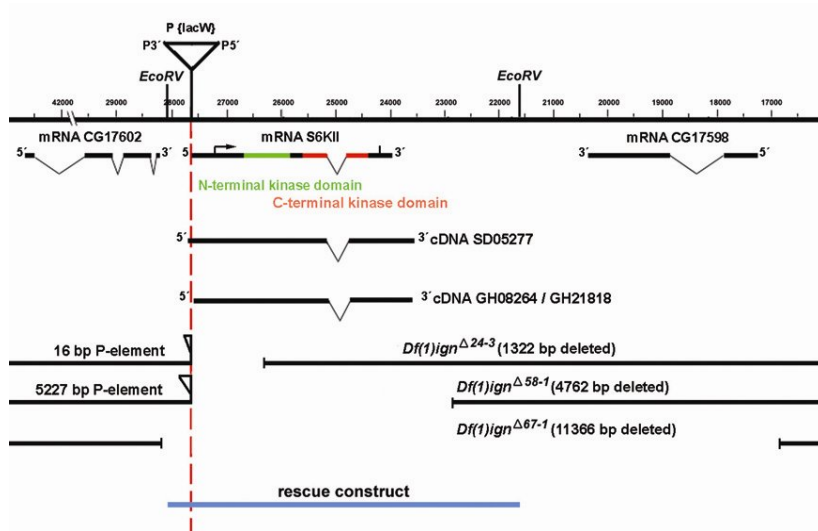 P {lacW}
P3´ P5´
EcoRV EcoRV
42000 29000 28000 27000 26000 25000 24000 23000 22000 21000 20000 19000 18000 17000
mRNA CG17602 mRNA S6KII mRNA CG17598
5´ 3´ 5 3´ 3´ 5´
N-terminal kinase domain
C-terminal kinase domain
5´ 3´ cDNA SD05277
5´ 3´ cDNA GH08264 / GH21818
16 bp P-element Df(1)ign Δ 24-3 (1322 bp deleted)
5227 bp P-element Df(1)ign Δ 58-1 (4762 bp deleted)
Df(1)ign Δ 67-1 (11366 bp deleted)
rescue construct